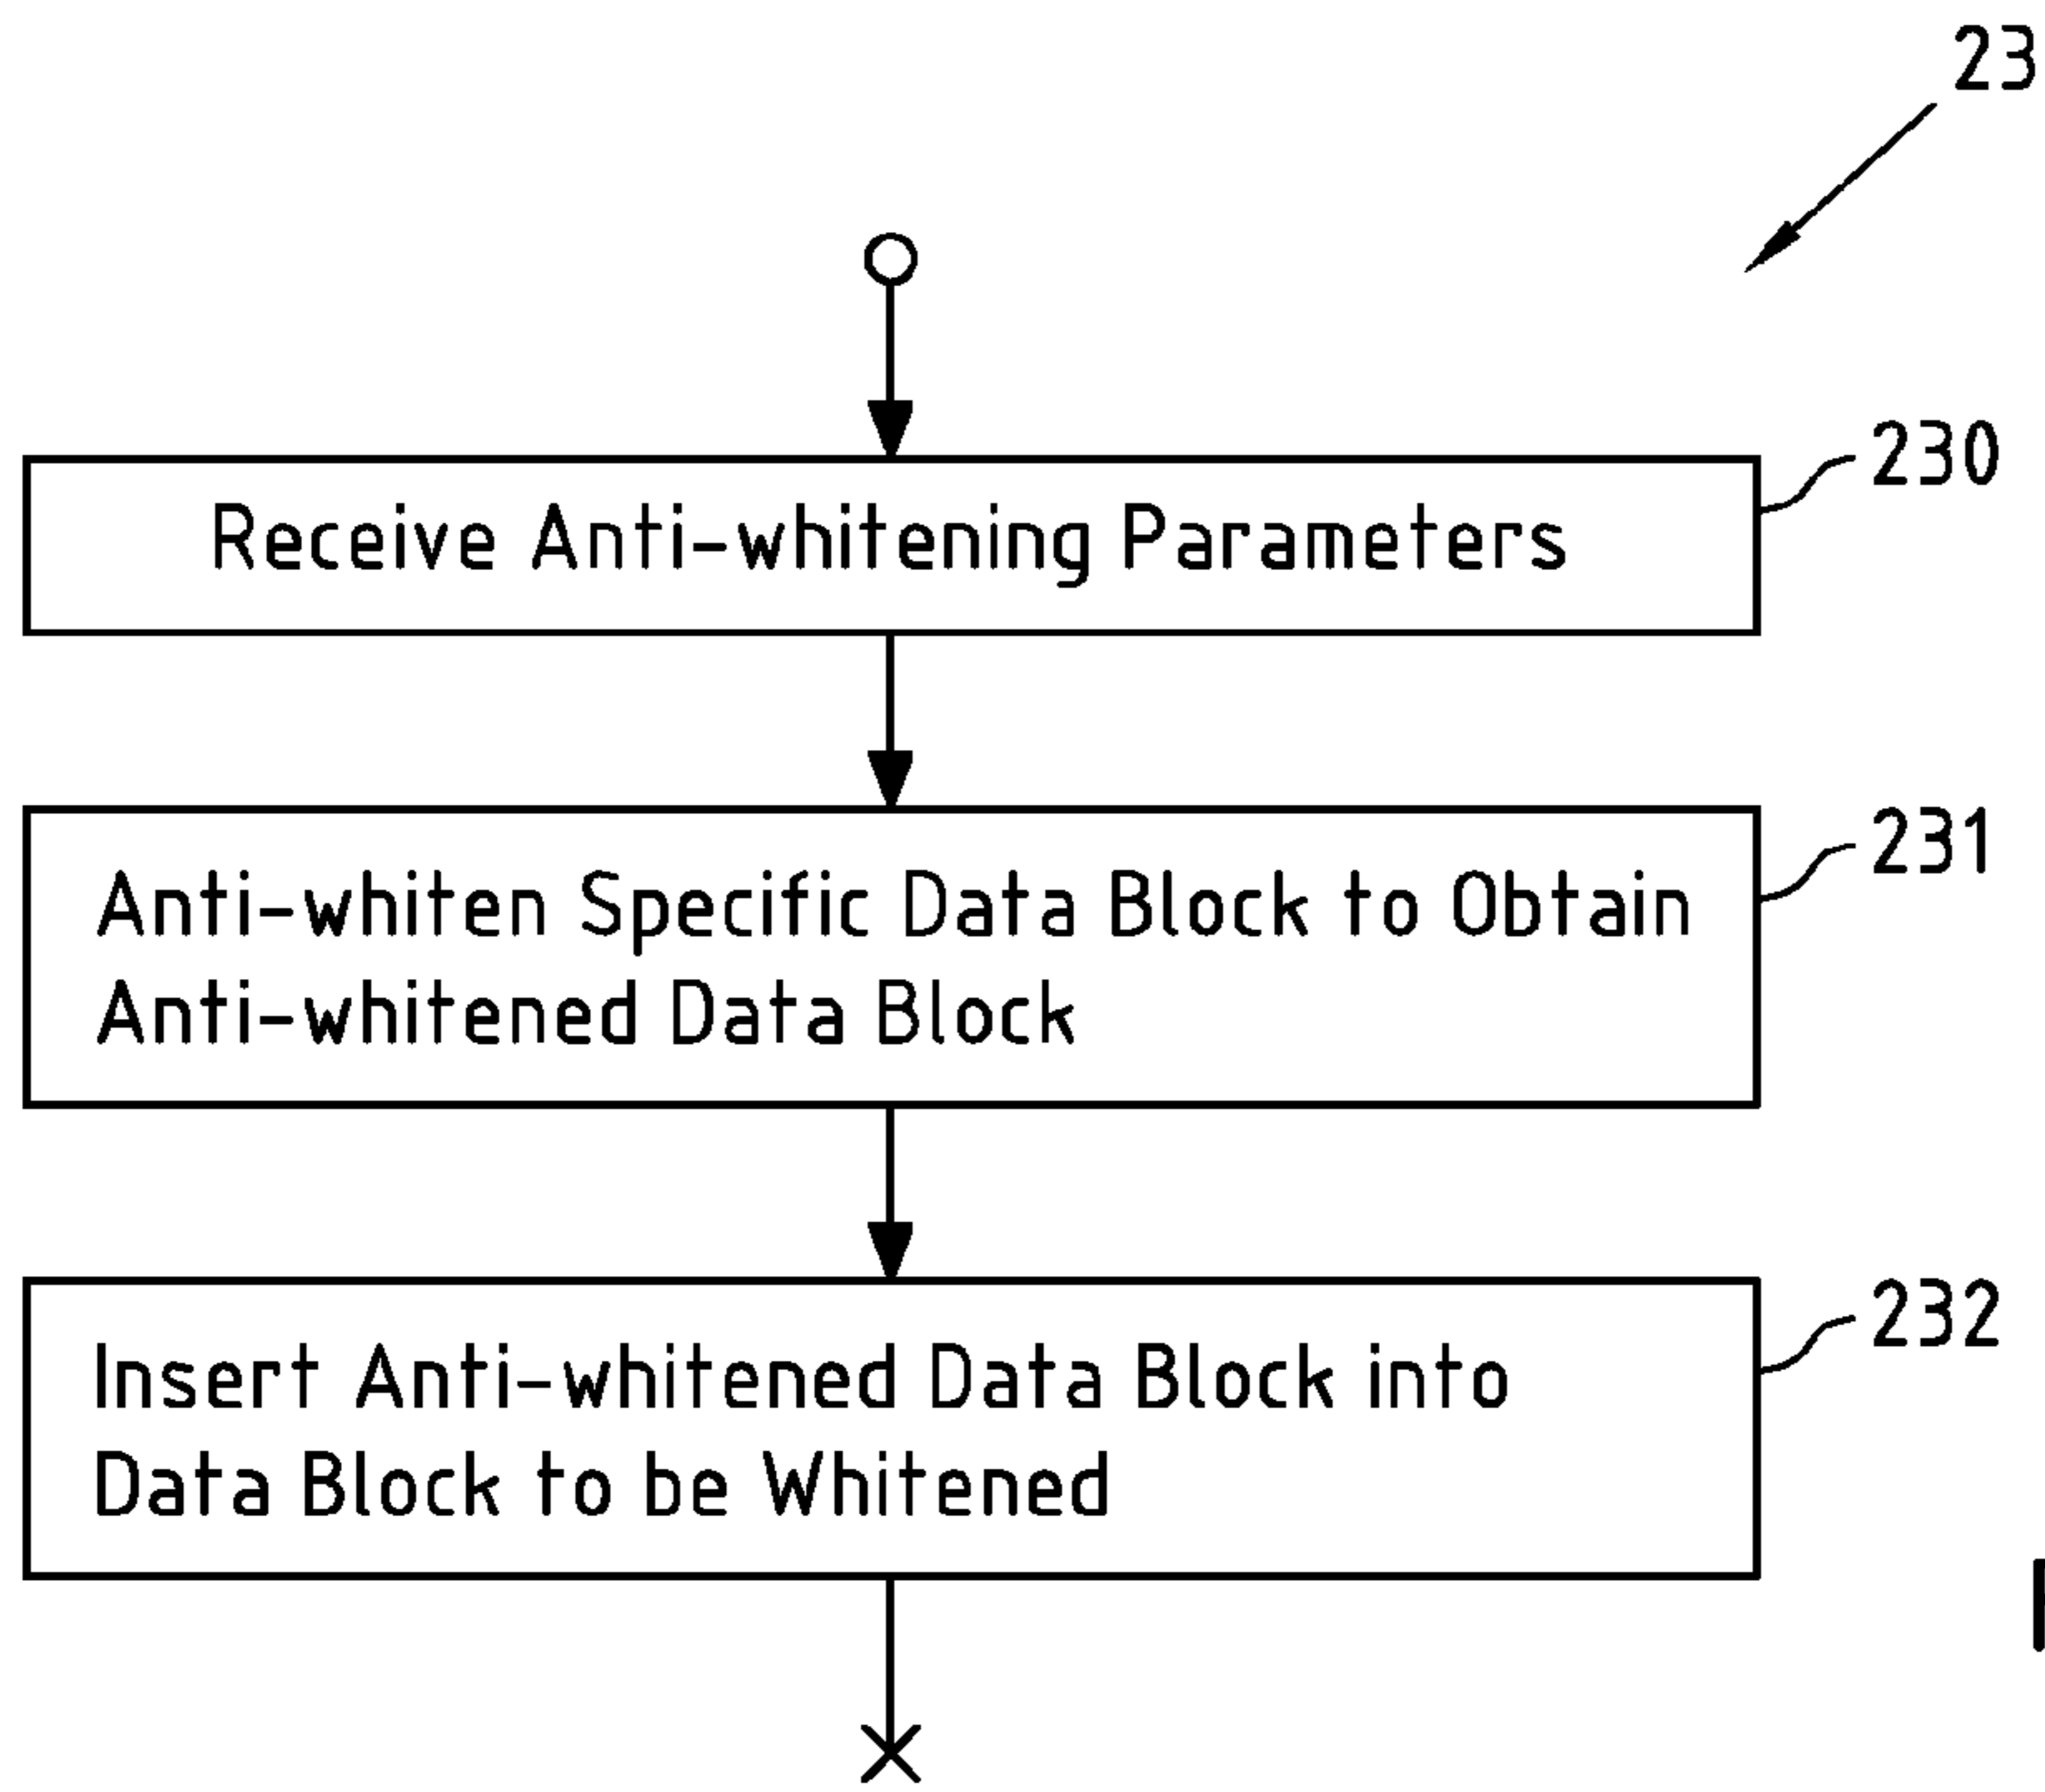 23
230
Receive Anti-whitening Parameters
231
Anti-whiten Specific Data Block to Obtain
Anti-whitened Data Block
232
Insert Anti-whitened Data Block into
Data Block to be Whitened